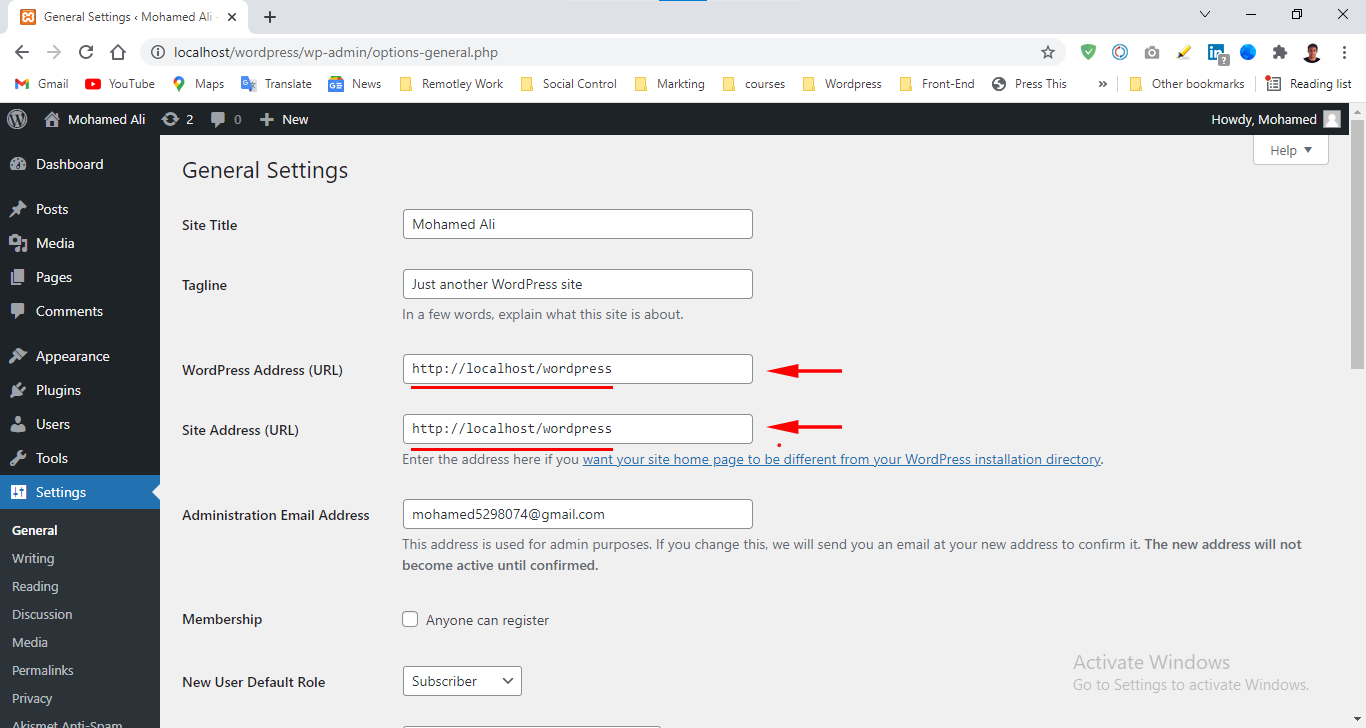 General Settings ‹ Mohamed Ali
localhost/wordpress/wp-admin/options-general.php
Gmail YouTube Maps Translate News Remotley Work Social Control Markting courses Wordpress Front-End Press This » Other bookmarks Reading list
Mohamed Ali 2 0 New Howdy, Mohamed
Help
Dashboard
Posts
Media
Pages
Comments
Appearance
Plugins
Users
Tools
Settings
General
Writing
Reading
Discussion
Media
Permalinks
Privacy
Akismet Anti-Spam
General Settings
Site Title Mohamed Ali
Tagline Just another WordPress site
In a few words, explain what this site is about.
WordPress Address (URL) http://localhost/wordpress
Site Address (URL) http://localhost/wordpress
Enter the address here if you want your site home page to be different from your WordPress installation directory.
Administration Email Address mohamed5298074@gmail.com
This address is used for admin purposes. If you change this, we will send you an email at your new address to confirm it. The new address will not
become active until confirmed.
Membership Anyone can register
New User Default Role Subscriber
Activate Windows
Go to Settings to activate Windows.